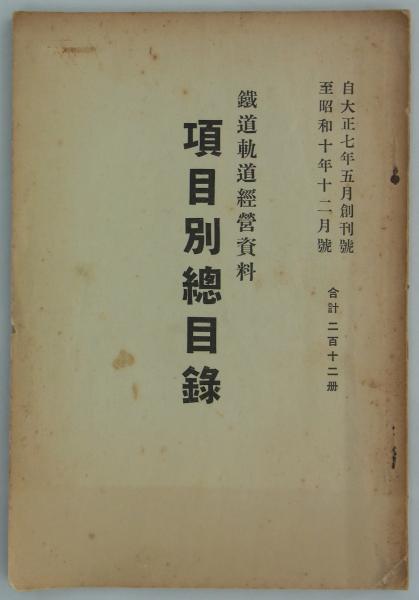 自大正七年五月創刊號
至昭和十年十二月號
合計 二百十二册
鐵道軌道經營資料
項目別總目錄